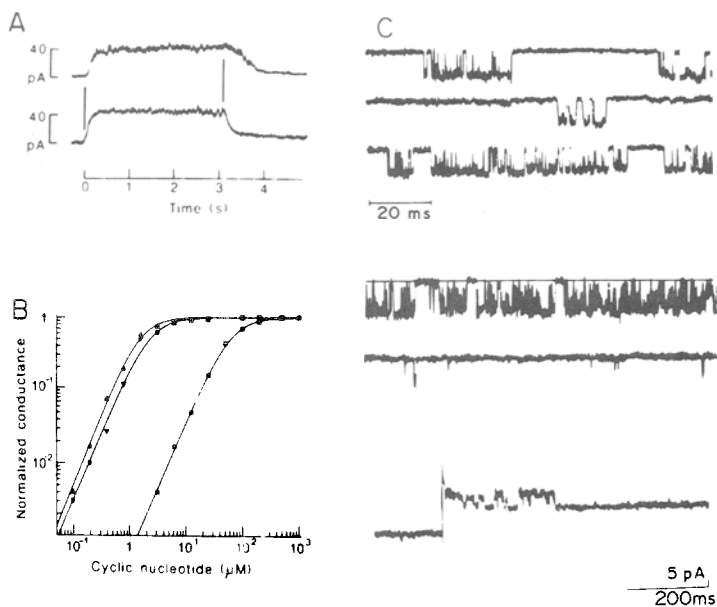 A
40
pA
40
pA
0 1 2 3 4
Time (s)
B
Normalized conductance
1
10⁻¹
10⁻²
10⁻¹ 1 10¹ 10² 10³
Cyclic nucleotide (μM)
C
20 ms
5 pA
200ms